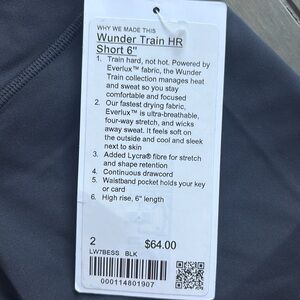 WHY WE MADE THIS
Wunder Train HR
Short 6"
1. Train hard, not hot. Powered by
Everlux™ fabric, the Wunder
Train collection manages heat
and sweat so you stay
comfortable and focused
2. Our fastest drying fabric,
Everlux™ is ultra-breathable,
four-way stretch, and wicks
away sweat. It feels soft on
the outside and cool and sleek
next to skin
3. Added Lycra® fibre for stretch
and shape retention
4. Continuous drawcord
5. Waistband pocket holds your key
or card
6. High rise, 6" length
2 $64.00
LW7BESS BLK
000114801907